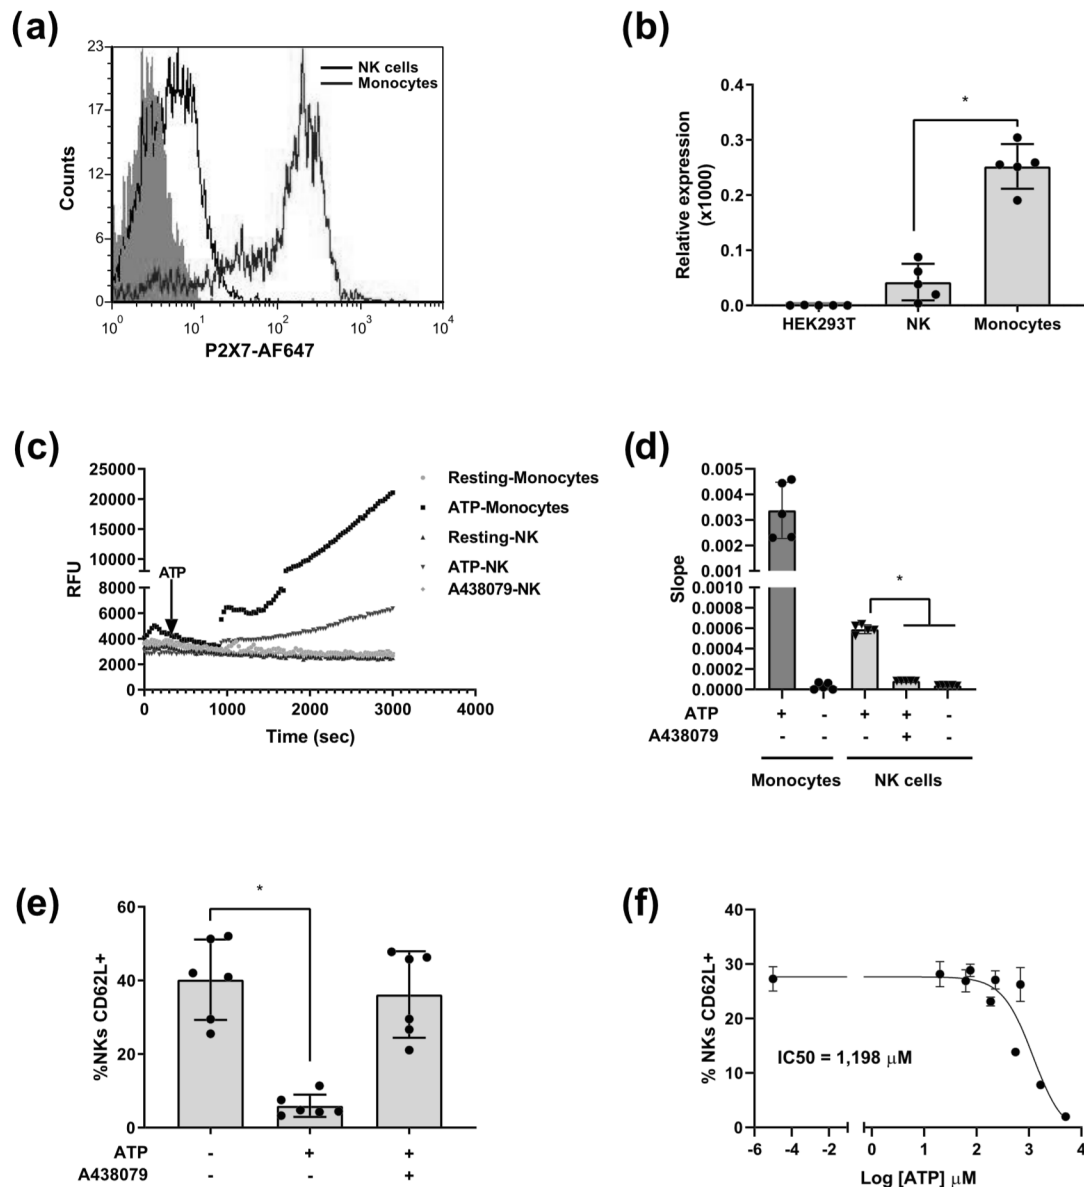 (a)
23
17
12
6
0
Counts
NK cells
Monocytes
10^0 10^1 10^2 10^3 10^4
P2X7-AF647
(b)
0.4
0.3
0.2
0.1
0.0
Relative expression
(x1000)
*
HEK293T NK Monocytes
(c)
25000
20000
15000
10000
8000
6000
4000
2000
0
RFU
ATP
Resting-Monocytes
ATP-Monocytes
Resting-NK
ATP-NK
A438079-NK
0 1000 2000 3000 4000
Time (sec)
(d)
0.005
0.004
0.003
0.002
0.001
0.0010
0.0008
0.0006
0.0004
0.0002
0.0000
Slope
*
ATP + - + + -
A438079 - - - + -
Monocytes NK cells
(e)
60
40
20
0
%NKs CD62L+
*
ATP - + +
A438079 - - +
(f)
40
30
20
10
0
% NKs CD62L+
IC50 = 1,198 μM
-6 -4 -2 0 1 2 3 4
Log [ATP] μM